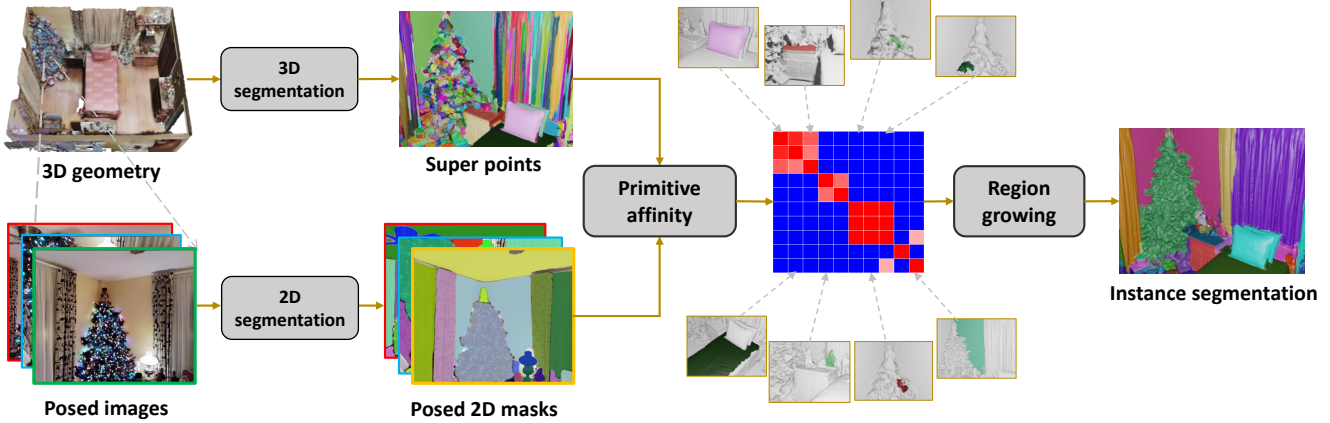 3D
segmentation
3D geometry
Super points
Primitive
affinity
Region
growing
Instance segmentation
2D
segmentation
Posed images
Posed 2D masks